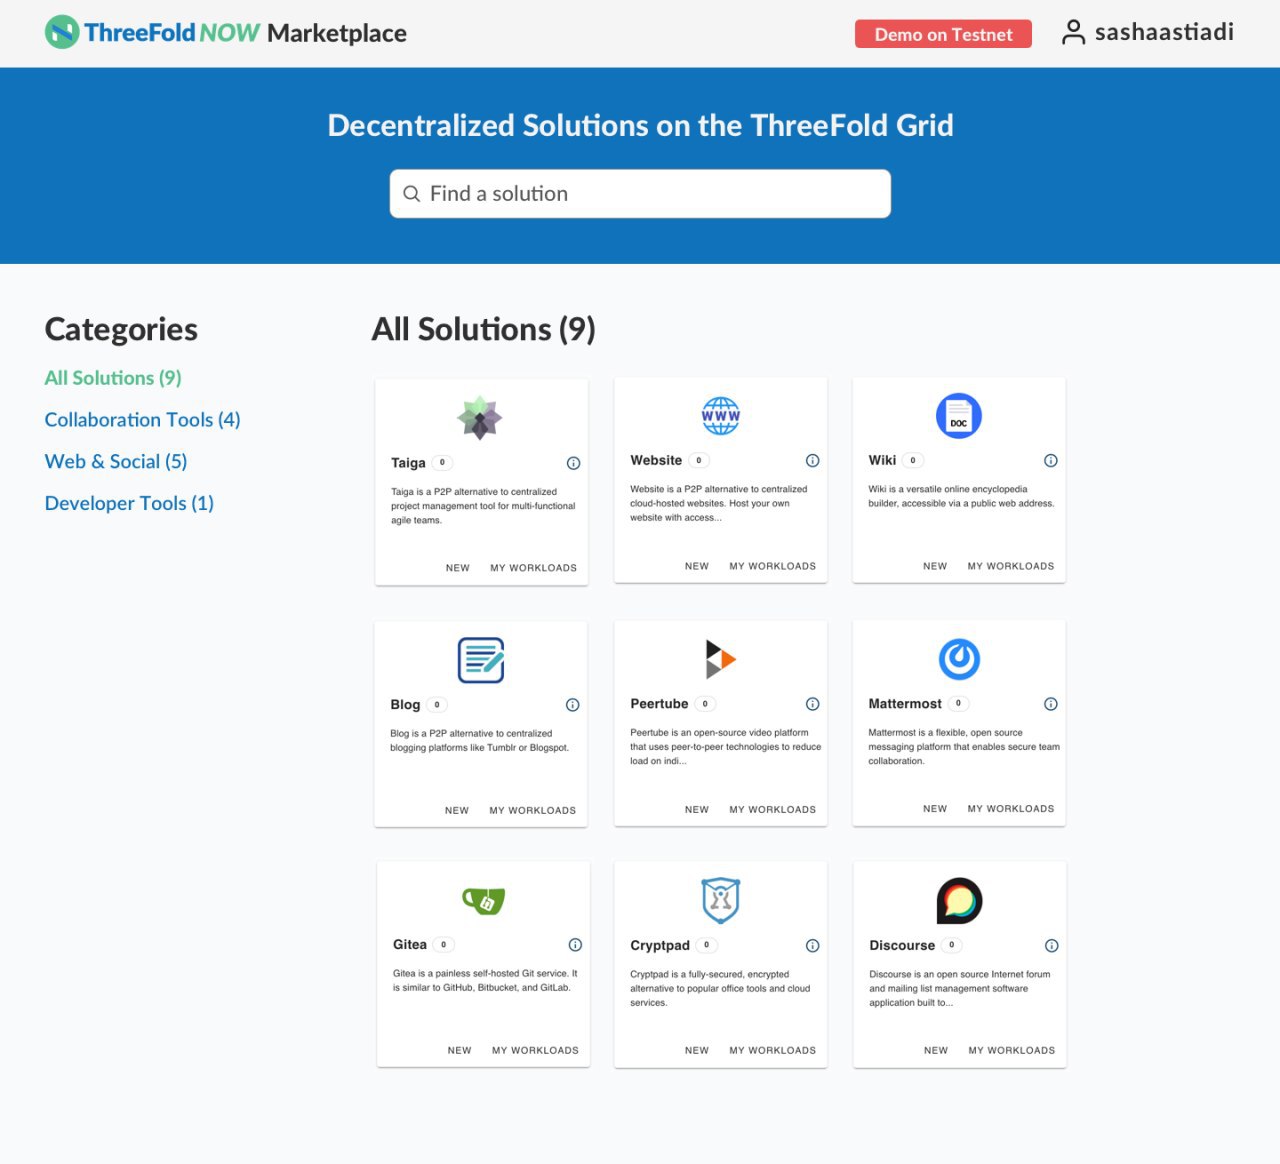 ThreeFold NOW Marketplace
Demo on Testnet
sashaastiadi
Decentralized Solutions on the ThreeFold Grid
Find a solution
Categories
All Solutions (9)
Collaboration Tools (4)
Web & Social (5)
Developer Tools (1)
All Solutions (9)
Taiga 0
Taiga is a P2P alternative to centralized
project management tool for multi-functional
agile teams.
NEW MY WORKLOADS
WWW
Website 0
Website is a P2P alternative to centralized
cloud-hosted websites. Host your own
website with access...
NEW MY WORKLOADS
DOC
Wiki 0
Wiki is a versatile online encyclopedia
builder, accessible via a public web address.
NEW MY WORKLOADS
Blog 0
Blog is a P2P alternative to centralized
blogging platforms like Tumblr or Blogspot.
NEW MY WORKLOADS
Peertube 0
Peertube is an open-source video platform
that uses peer-to-peer technologies to reduce
load on indi...
NEW MY WORKLOADS
Mattermost 0
Mattermost is a flexible, open source
messaging platform that enables secure team
collaboration.
NEW MY WORKLOADS
Gitea 0
Gitea is a painless self-hosted Git service. It
is similar to GitHub, Bitbucket, and GitLab.
NEW MY WORKLOADS
Cryptpad 0
Cryptpad is a fully-secured, encrypted
alternative to popular office tools and cloud
services.
NEW MY WORKLOADS
Discourse 0
Discourse is an open source Internet forum
and mailing list management software
application built to...
NEW MY WORKLOADS